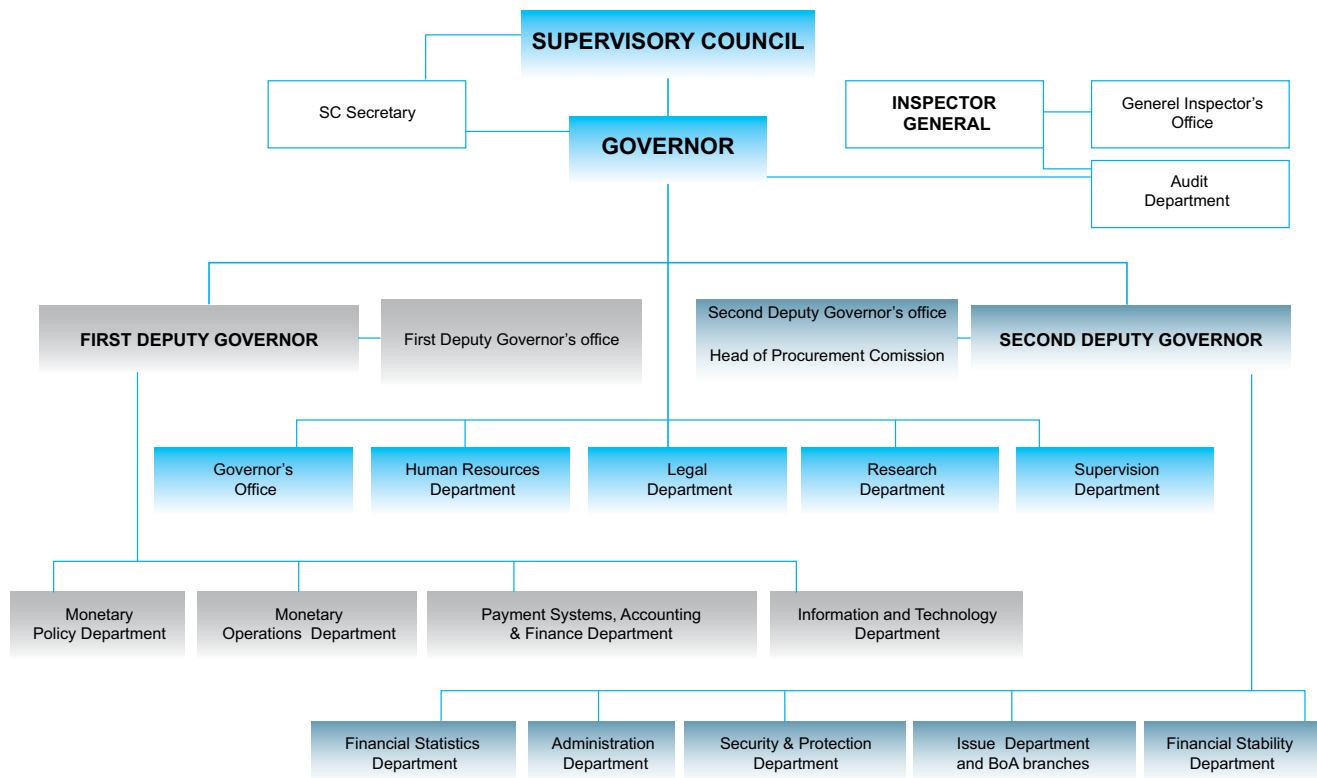 SUPERVISORY COUNCIL
SC Secretary
INSPECTOR
GENERAL
Generel Inspector's
Office
GOVERNOR
Audit
Department
FIRST DEPUTY GOVERNOR
First Deputy Governor's office
Second Deputy Governor's office
Head of Procurement Comission
SECOND DEPUTY GOVERNOR
Governor's
Office
Human Resources
Department
Legal
Department
Research
Department
Supervision
Department
Monetary
Policy Department
Monetary
Operations Department
Payment Systems, Accounting
& Finance Department
Information and Technology
Department
Financial Statistics
Department
Administration
Department
Security & Protection
Department
Issue Department
and BoA branches
Financial Stability
Department